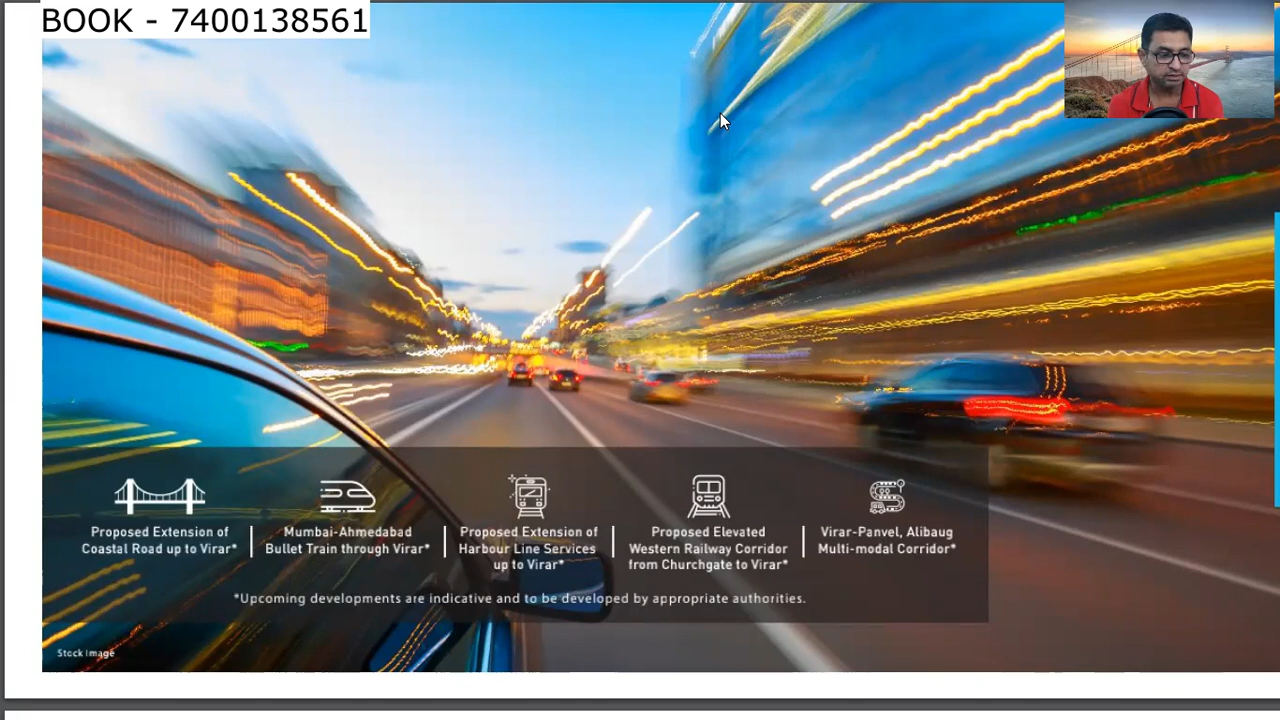 BOOK - 7400138561
Proposed Extension of
Coastal Road up to Virar*
Mumbai-Ahmedabad
Bullet Train through Virar*
Proposed Extension of
Harbour Line Services
up to Virar*
Proposed Elevated
Western Railway Corridor
from Churchgate to Virar*
Virar-Panvel, Alibaug
Multi-modal Corridor*
*Upcoming developments are indicative and to be developed by appropriate authorities.
Stock Image